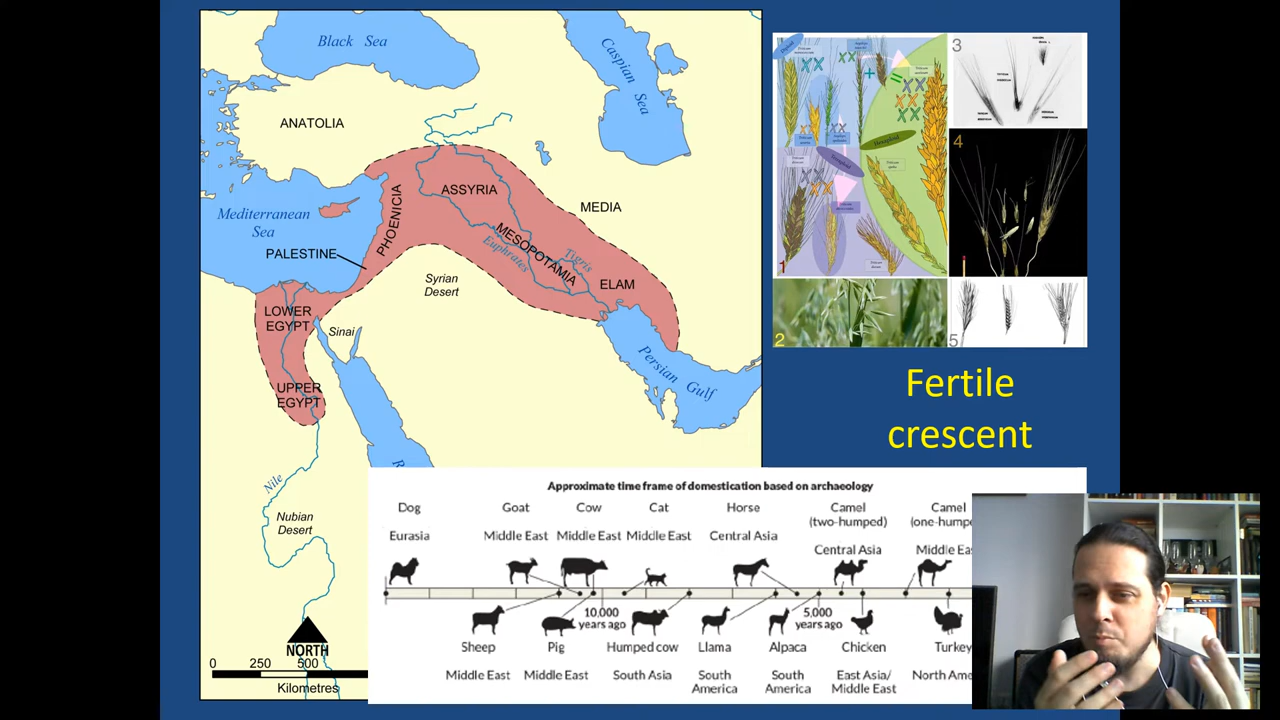 Black Sea
Caspian Sea
ANATOLIA
ASSYRIA
MEDIA
PHOENICIA
Mediterranean
Sea
PALESTINE
MESOPOTAMIA
Euphrates
Tigris
ELAM
Syrian
Desert
LOWER
EGYPT
Sinai
Persian Gulf
UPPER
EGYPT
Nile
R
Nubian
Desert
NORTH
0 250 500
Kilometres
1
2
3
4
5
Fertile
crescent
Approximate time frame of domestication based on archaeology
Dog
Eurasia
Goat
Middle East
Cow
Middle East
Cat
Middle East
Horse
Central Asia
Camel
(two-humped)
Central Asia
Camel
(one-humpe
Middle Eas
10,000
years ago
5,000
years ago
Sheep
Middle East
Pig
Middle East
Humped cow
South Asia
Llama
South
America
Alpaca
South
America
Chicken
East Asia/
Middle East
Turkey
North Ame